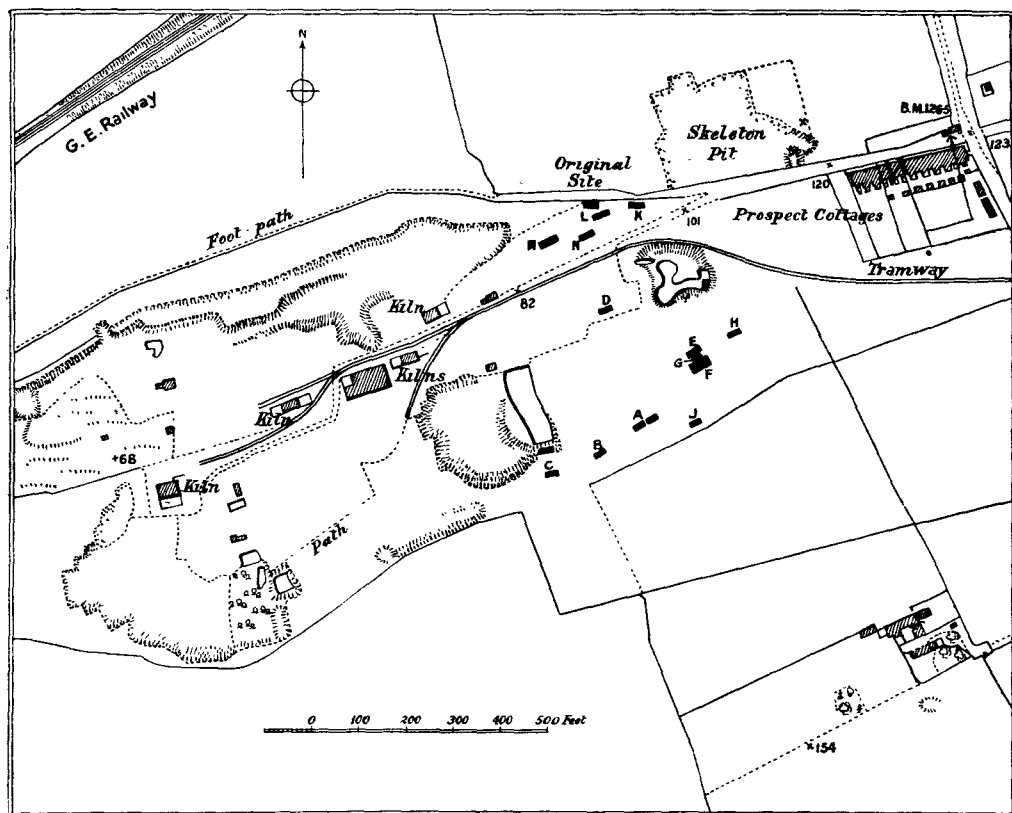 N
G. E. Railway
B.M.126.5
Skeleton
Pit
123
Original
Site
120
L
K
101
Prospect Cottages
Foot path
N
Tramway
82
D
Kiln
H
E
G
F
Kilns
Kiln
A
J
B
+68
C
Kiln
Path
0 100 200 300 400 500 Feet
154